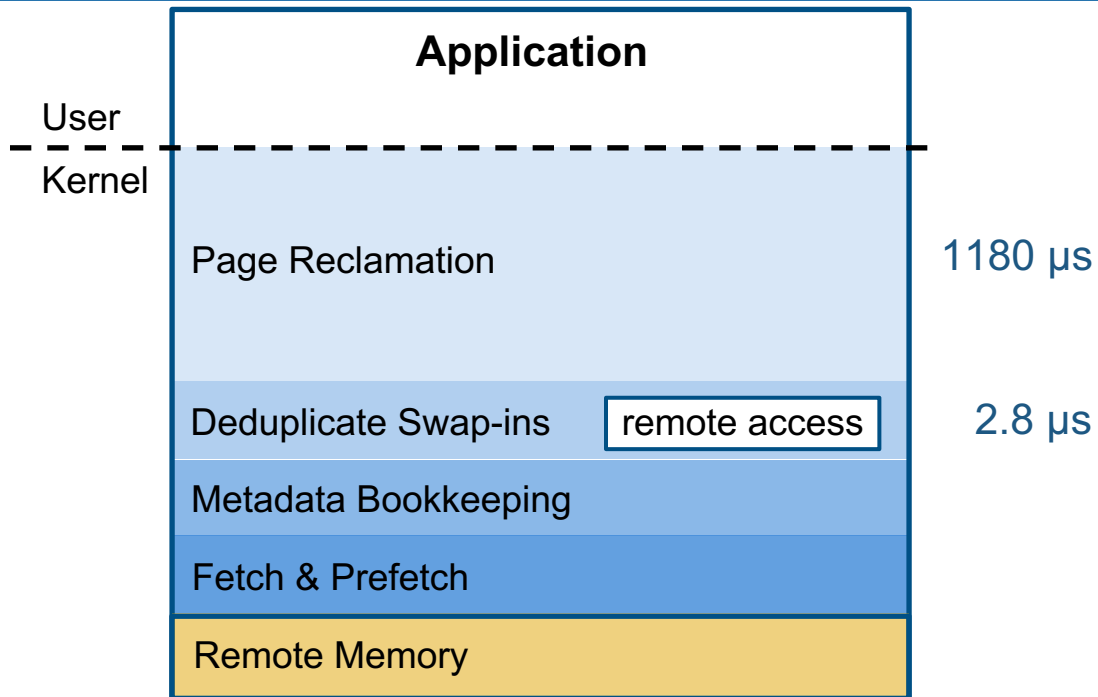 Application
User
Kernel
Page Reclamation
1180 µs
Deduplicate Swap-ins
remote access
2.8 µs
Metadata Bookkeeping
Fetch & Prefetch
Remote Memory